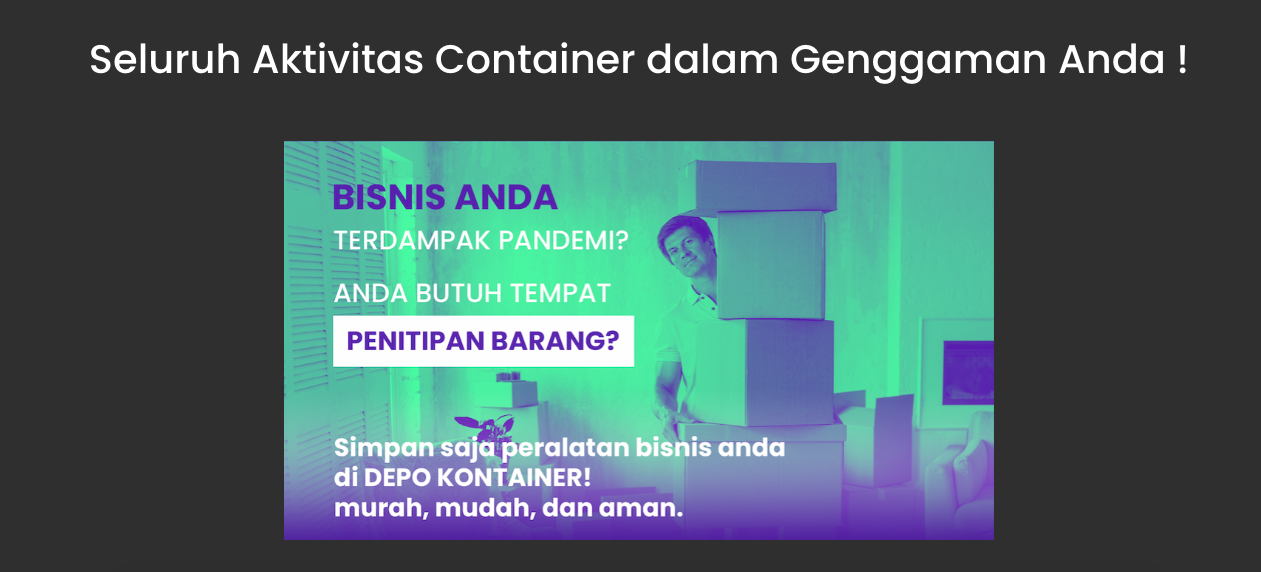 Seluruh Aktivitas Container dalam Genggaman Anda !
BISNIS ANDA
TERDAMPAK PANDEMI?
ANDA BUTUH TEMPAT
PENITIPAN BARANG?
Simpan saja peralatan bisnis anda
di DEPO KONTAINER!
murah, mudah, dan aman.